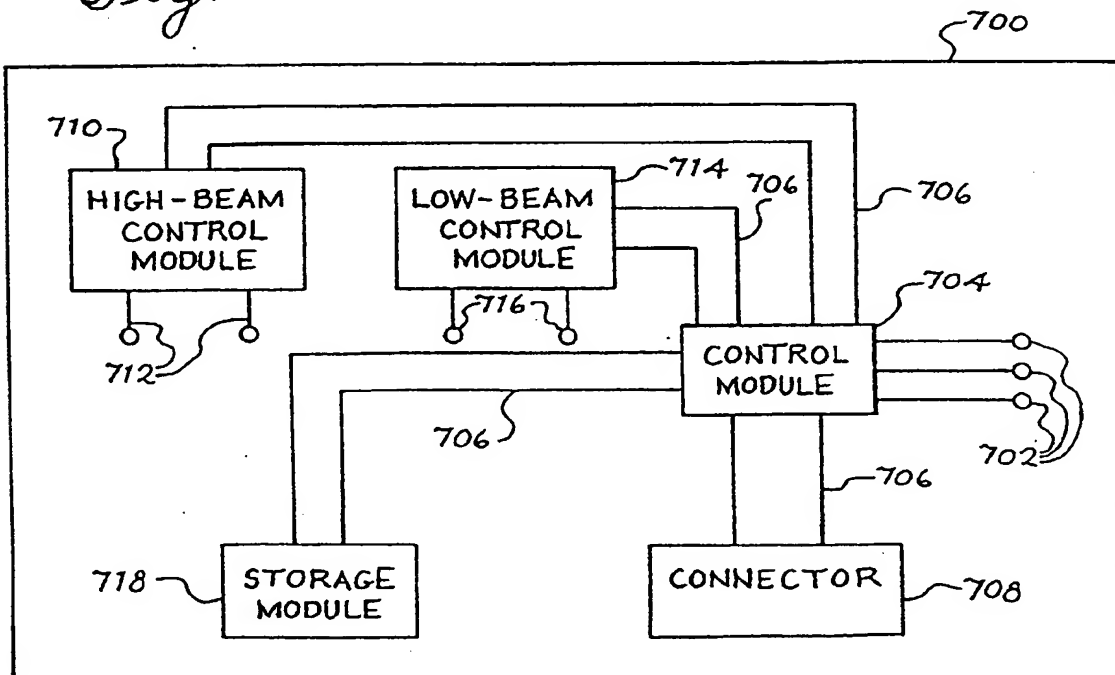 700
710
HIGH-BEAM
CONTROL
MODULE
712
LOW-BEAM
CONTROL
MODULE
714
716
706
706
704
CONTROL
MODULE
702
706
706
718
STORAGE
MODULE
CONNECTOR
708